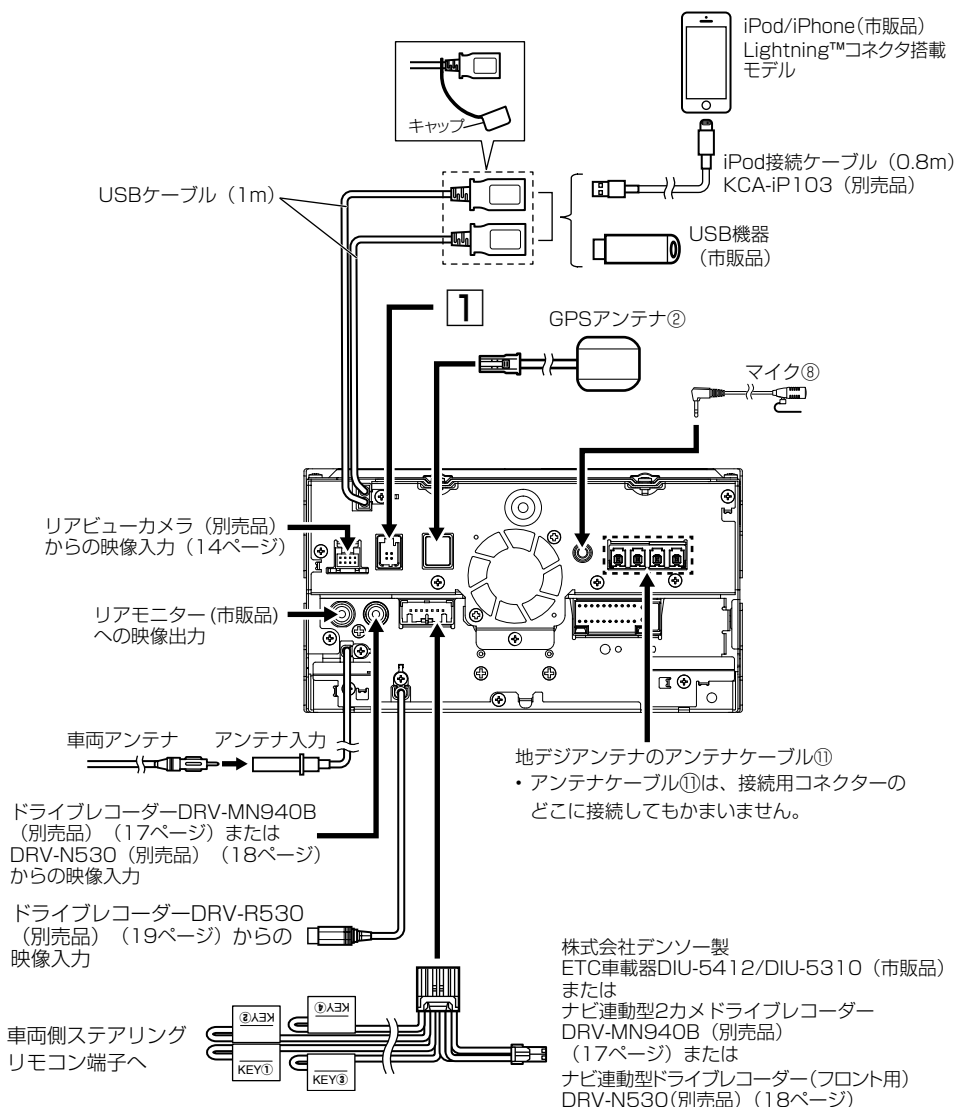 iPod/iPhone(市販品)
Lightning™コネクタ搭載
モデル
キャップ
iPod接続ケーブル（0.8m）
KCA-iP103（別売品）
USBケーブル（1m）
USB機器
（市販品）
1
GPSアンテナ②
マイク⑧
リアビューカメラ（別売品）
からの映像入力（14ページ）
リアモニター(市販品)
への映像出力
車両アンテナ
アンテナ入力
地デジアンテナのアンテナケーブル⑪
・アンテナケーブル⑪は、接続用コネクターの
どこに接続してもかまいません。
ドライブレコーダーDRV-MN940B
（別売品）（17ページ）または
DRV-N530（別売品）（18ページ）
からの映像入力
ドライブレコーダーDRV-R530
（別売品）（19ページ）からの
映像入力
株式会社デンソー製
ETC車載器DIU-5412/DIU-5310（市販品）
または
ナビ連動型2カメドライブレコーダー
DRV-MN940B（別売品）
（17ページ）または
ナビ連動型ドライブレコーダー(フロント用)
DRV-N530(別売品)（18ページ）
車両側ステアリング
リモコン端子へ
KEY②
KEY④
KEY①
KEY③